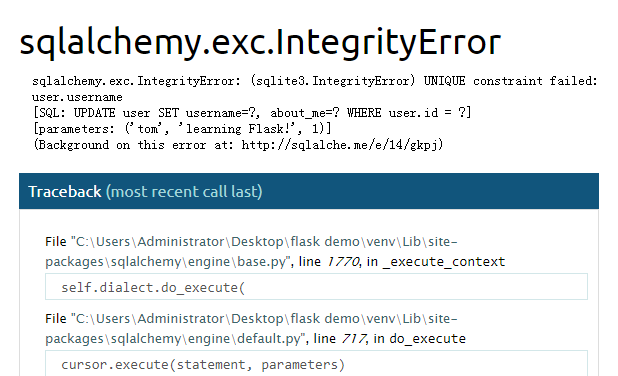 sqlalchemy.exc.IntegrityError
sqlalchemy.exc.IntegrityError: (sqlite3.IntegrityError) UNIQUE constraint failed:
user.username
[SQL: UPDATE user SET username=?, about_me=? WHERE user.id = ?]
[parameters: ('tom', 'learning Flask!', 1)]
(Background on this error at: http://sqlalche.me/e/14/gkpj)
Traceback (most recent call last)
File "C:\Users\Administrator\Desktop\flask demo\venv\Lib\site-
packages\sqlalchemy\engine\base.py", line 1770, in _execute_context
self.dialect.do_execute(
File "C:\Users\Administrator\Desktop\flask demo\venv\Lib\site-
packages\sqlalchemy\engine\default.py", line 717, in do_execute
cursor.execute(statement, parameters)